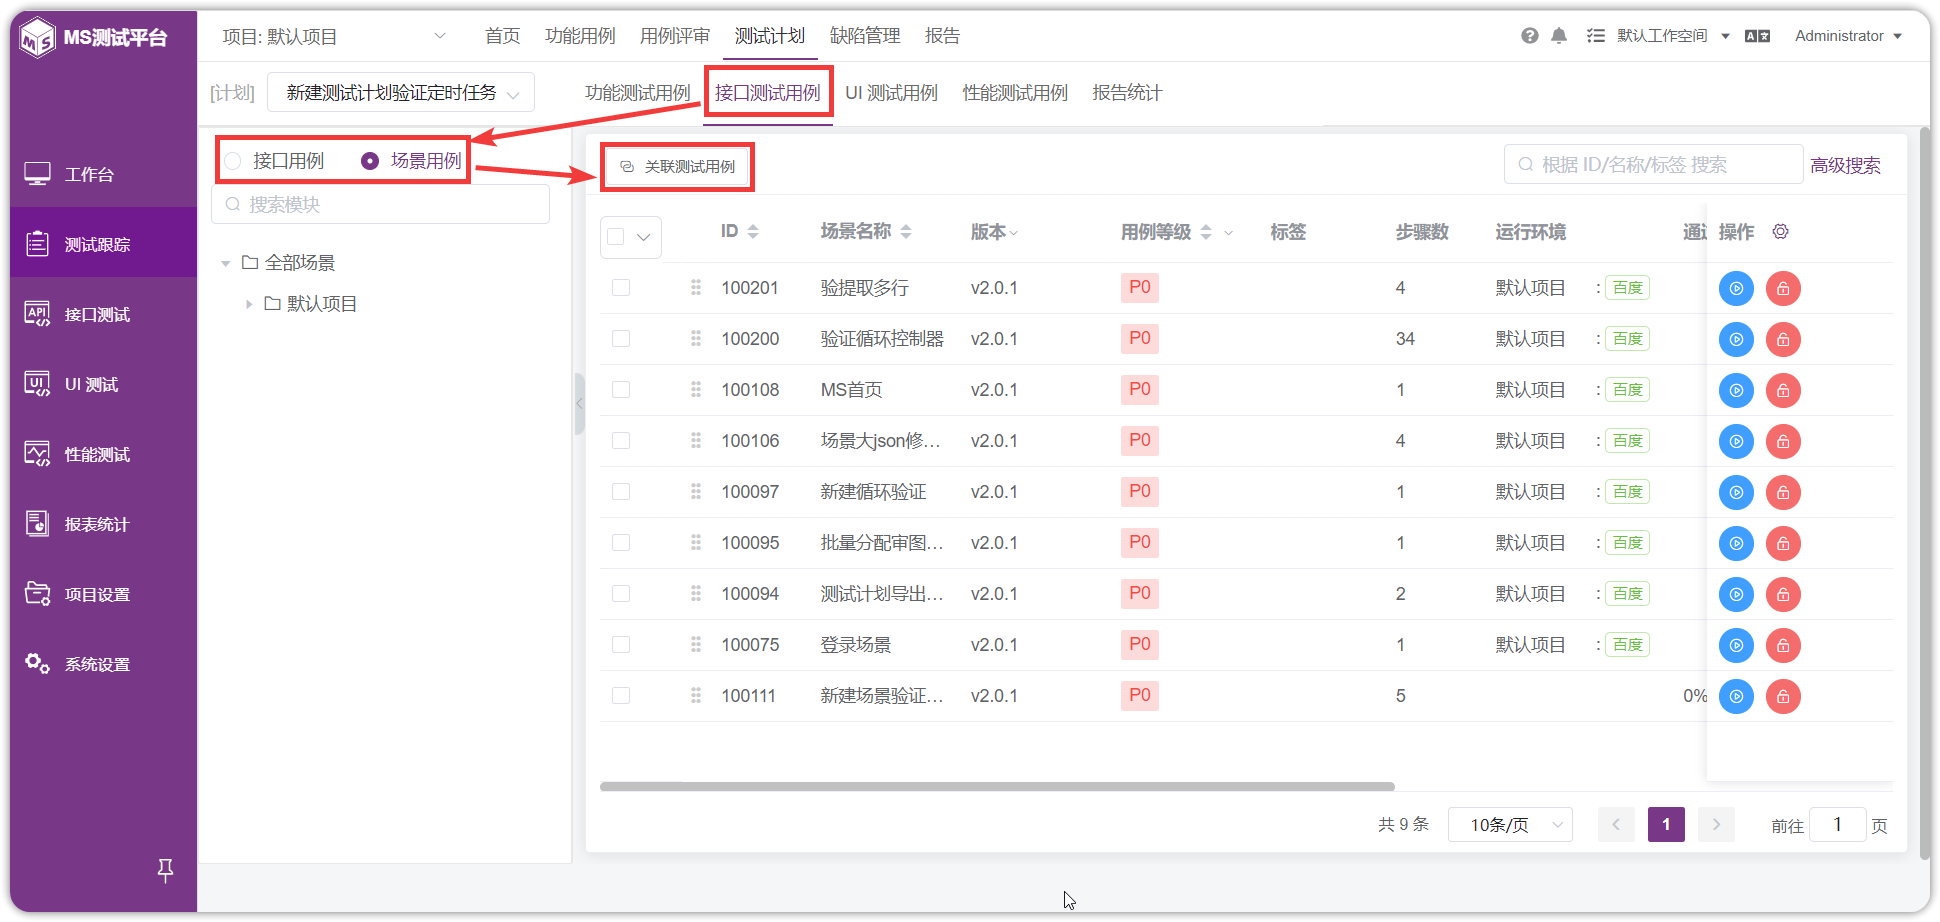 MS测试平台
项目: 默认项目
首页 功能用例 用例评审 测试计划 缺陷管理 报告
默认工作空间
Administrator
[计划] 新建测试计划验证定时任务
功能测试用例 接口测试用例 UI 测试用例 性能测试用例 报告统计
工作台
测试跟踪
接口测试
UI 测试
性能测试
报表统计
项目设置
系统设置
接口用例 场景用例
搜索模块
全部场景
默认项目
关联测试用例
根据 ID/名称/标签 搜索
高级搜索
ID 场景名称 版本 用例等级 标签 步骤数 运行环境 通过 操作
100201 验提取多行 v2.0.1 P0 4 默认项目 : 百度
100200 验证循环控制器 v2.0.1 P0 34 默认项目 : 百度
100108 MS首页 v2.0.1 P0 1 默认项目 : 百度
100106 场景大json修... v2.0.1 P0 4 默认项目 : 百度
100097 新建循环验证 v2.0.1 P0 1 默认项目 : 百度
100095 批量分配审图... v2.0.1 P0 1 默认项目 : 百度
100094 测试计划导出... v2.0.1 P0 2 默认项目 : 百度
100075 登录场景 v2.0.1 P0 1 默认项目 : 百度
100111 新建场景验证... v2.0.1 P0 5 0%
共 9 条 10条/页 1 前往 1 页